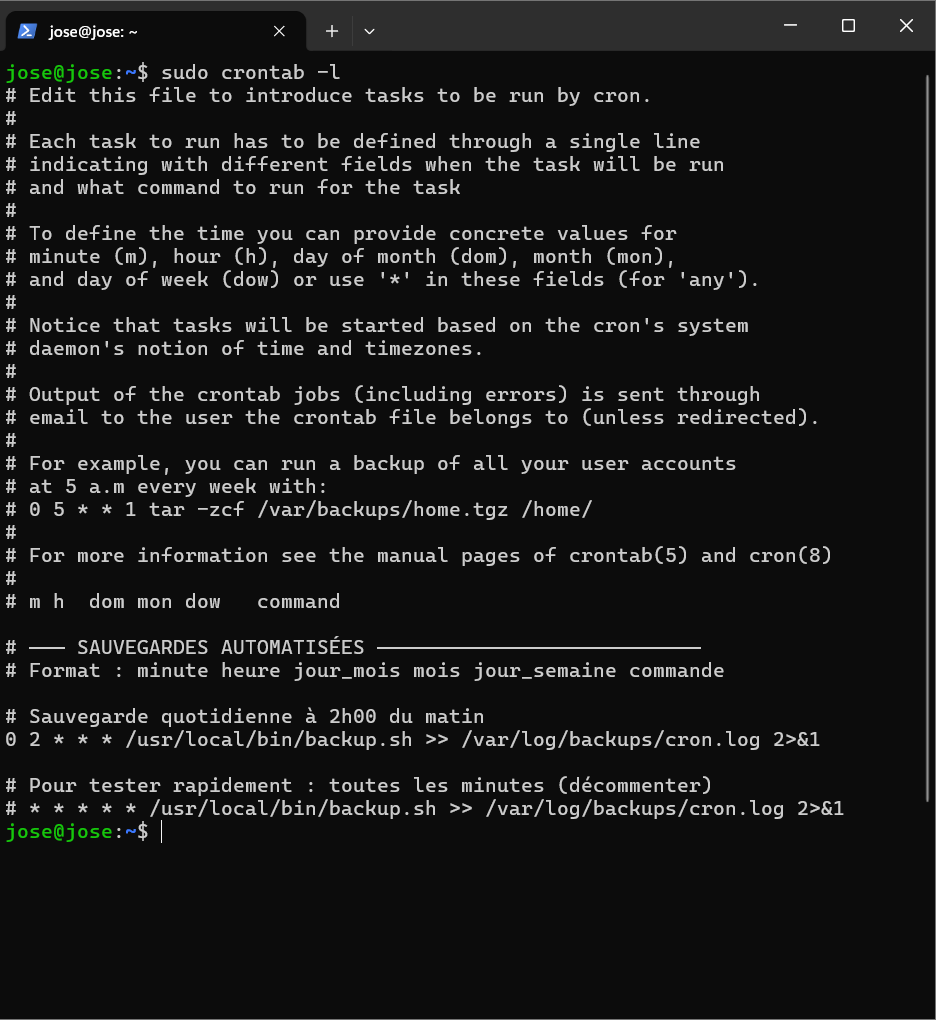 jose@jose: ~
jose@jose:~$ sudo crontab -l
# Edit this file to introduce tasks to be run by cron.
#
# Each task to run has to be defined through a single line
# indicating with different fields when the task will be run
# and what command to run for the task
#
# To define the time you can provide concrete values for
# minute (m), hour (h), day of month (dom), month (mon),
# and day of week (dow) or use '*' in these fields (for 'any').
#
# Notice that tasks will be started based on the cron's system
# daemon's notion of time and timezones.
#
# Output of the crontab jobs (including errors) is sent through
# email to the user the crontab file belongs to (unless redirected).
#
# For example, you can run a backup of all your user accounts
# at 5 a.m every week with:
# 0 5 * * 1 tar -zcf /var/backups/home.tgz /home/
#
# For more information see the manual pages of crontab(5) and cron(8)
#
# m h  dom mon dow   command

# ─── SAUVEGARDES AUTOMATISÉES ───────────────────────────
# Format : minute heure jour_mois mois jour_semaine commande

# Sauvegarde quotidienne à 2h00 du matin
0 2 * * * /usr/local/bin/backup.sh >> /var/log/backups/cron.log 2>&1

# Pour tester rapidement : toutes les minutes (décommenter)
# * * * * * /usr/local/bin/backup.sh >> /var/log/backups/cron.log 2>&1
jose@jose:~$